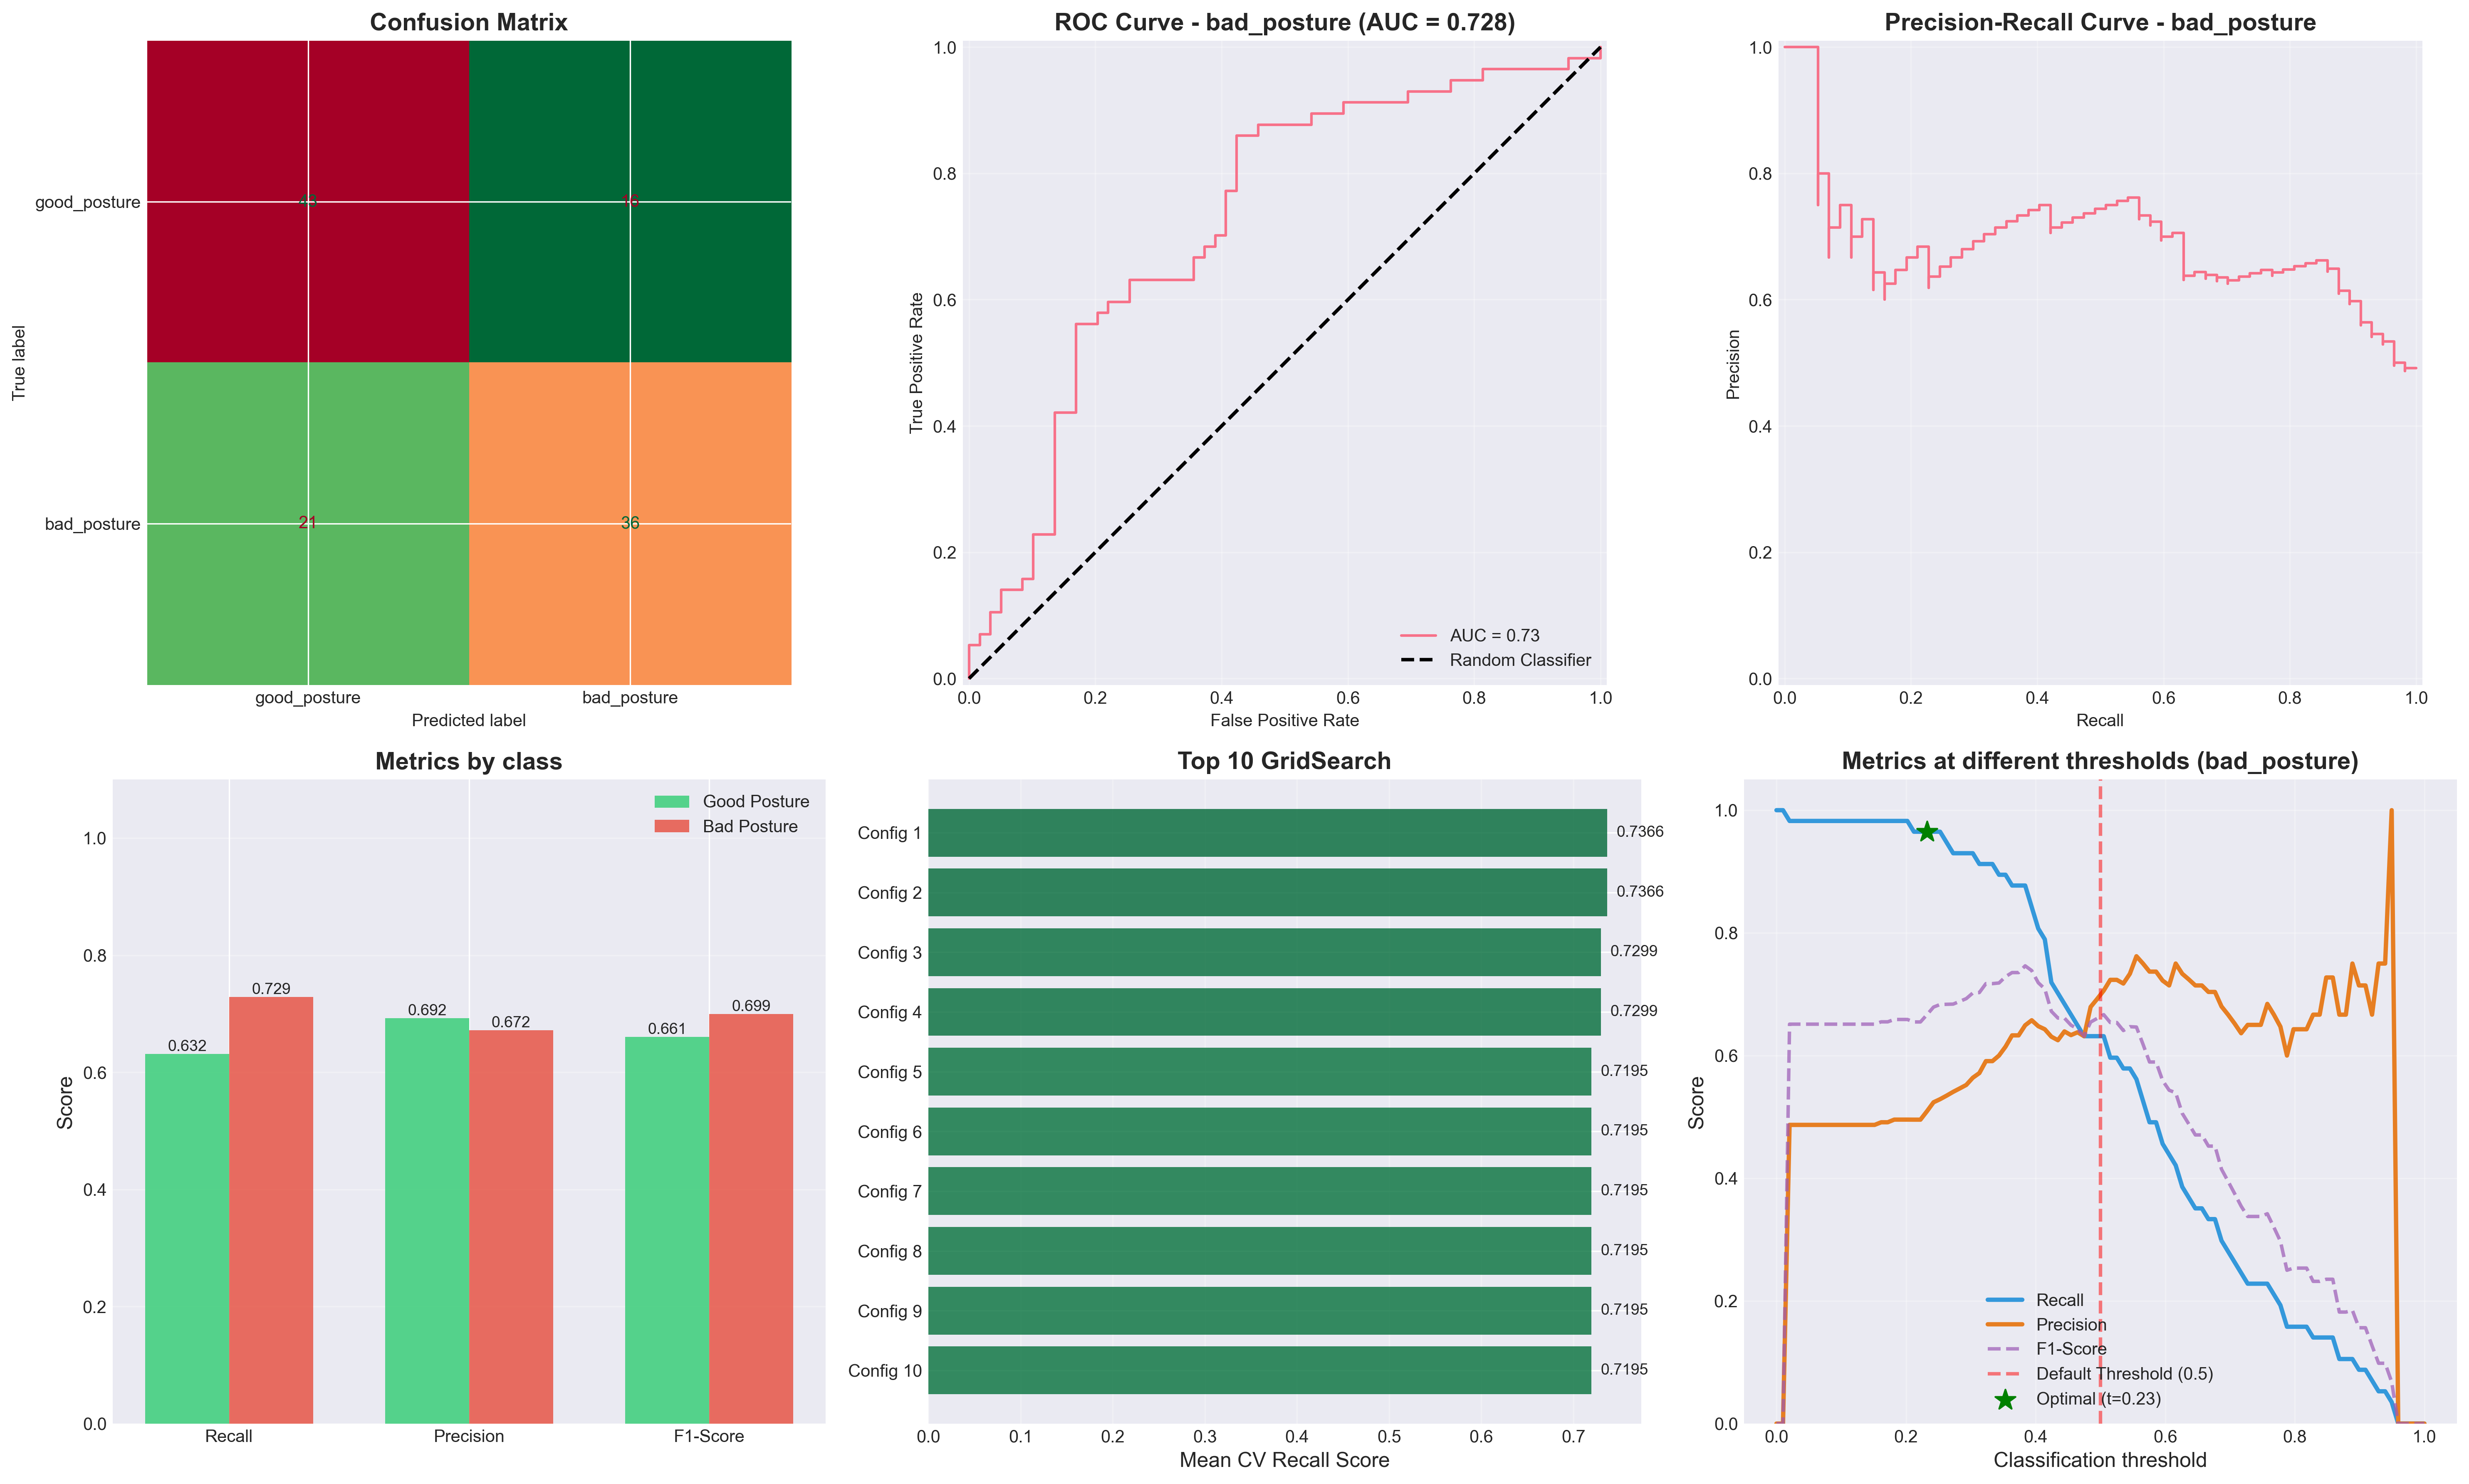 Confusion Matrix
True label
good_posture
bad_posture
43
16
21
36
good_posture
bad_posture
Predicted label
ROC Curve - bad_posture (AUC = 0.728)
True Positive Rate
1.0
0.8
0.6
0.4
0.2
0.0
0.0 0.2 0.4 0.6 0.8 1.0
False Positive Rate
AUC = 0.73
Random Classifier
Precision-Recall Curve - bad_posture
Precision
1.0
0.8
0.6
0.4
0.2
0.0
0.0 0.2 0.4 0.6 0.8 1.0
Recall
Metrics by class
Score
1.0
0.8
0.6
0.4
0.2
0.0
Good Posture
Bad Posture
0.632
0.729
0.692
0.672
0.661
0.699
Recall Precision F1-Score
Top 10 GridSearch
Config 1 0.7366
Config 2 0.7366
Config 3 0.7299
Config 4 0.7299
Config 5 0.7195
Config 6 0.7195
Config 7 0.7195
Config 8 0.7195
Config 9 0.7195
Config 10 0.7195
0.0 0.1 0.2 0.3 0.4 0.5 0.6 0.7
Mean CV Recall Score
Metrics at different thresholds (bad_posture)
Score
1.0
0.8
0.6
0.4
0.2
0.0
Recall
Precision
F1-Score
Default Threshold (0.5)
Optimal (t=0.23)
0.0 0.2 0.4 0.6 0.8 1.0
Classification threshold